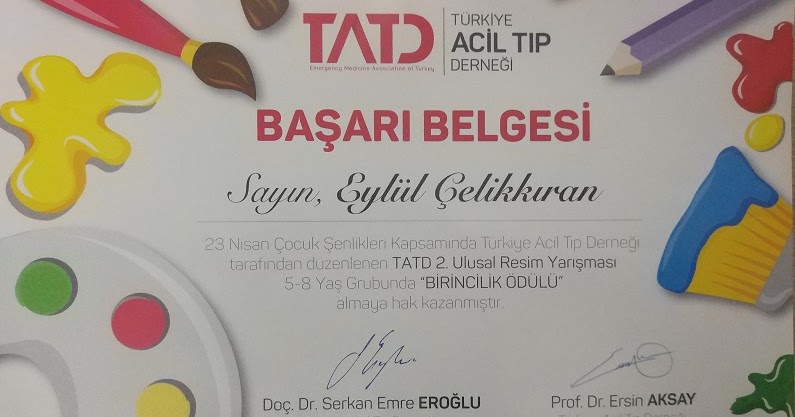 TATD
Emergency Medicine Association of Turkey
TÜRKİYE
ACİL TIP
DERNEĞİ
BAŞARI BELGESİ
Sayın, Eylül Çelikkıran
23 Nisan Çocuk Şenlikleri Kapsamında Türkiye Acil Tıp Derneği
tarafından düzenlenen TATD 2. Ulusal Resim Yarışması
5-8 Yaş Grubunda “BİRİNCİLİK ÖDÜLÜ”
almaya hak kazanmıştır.
Doç. Dr. Serkan Emre EROĞLU
Prof. Dr. Ersin AKSAY